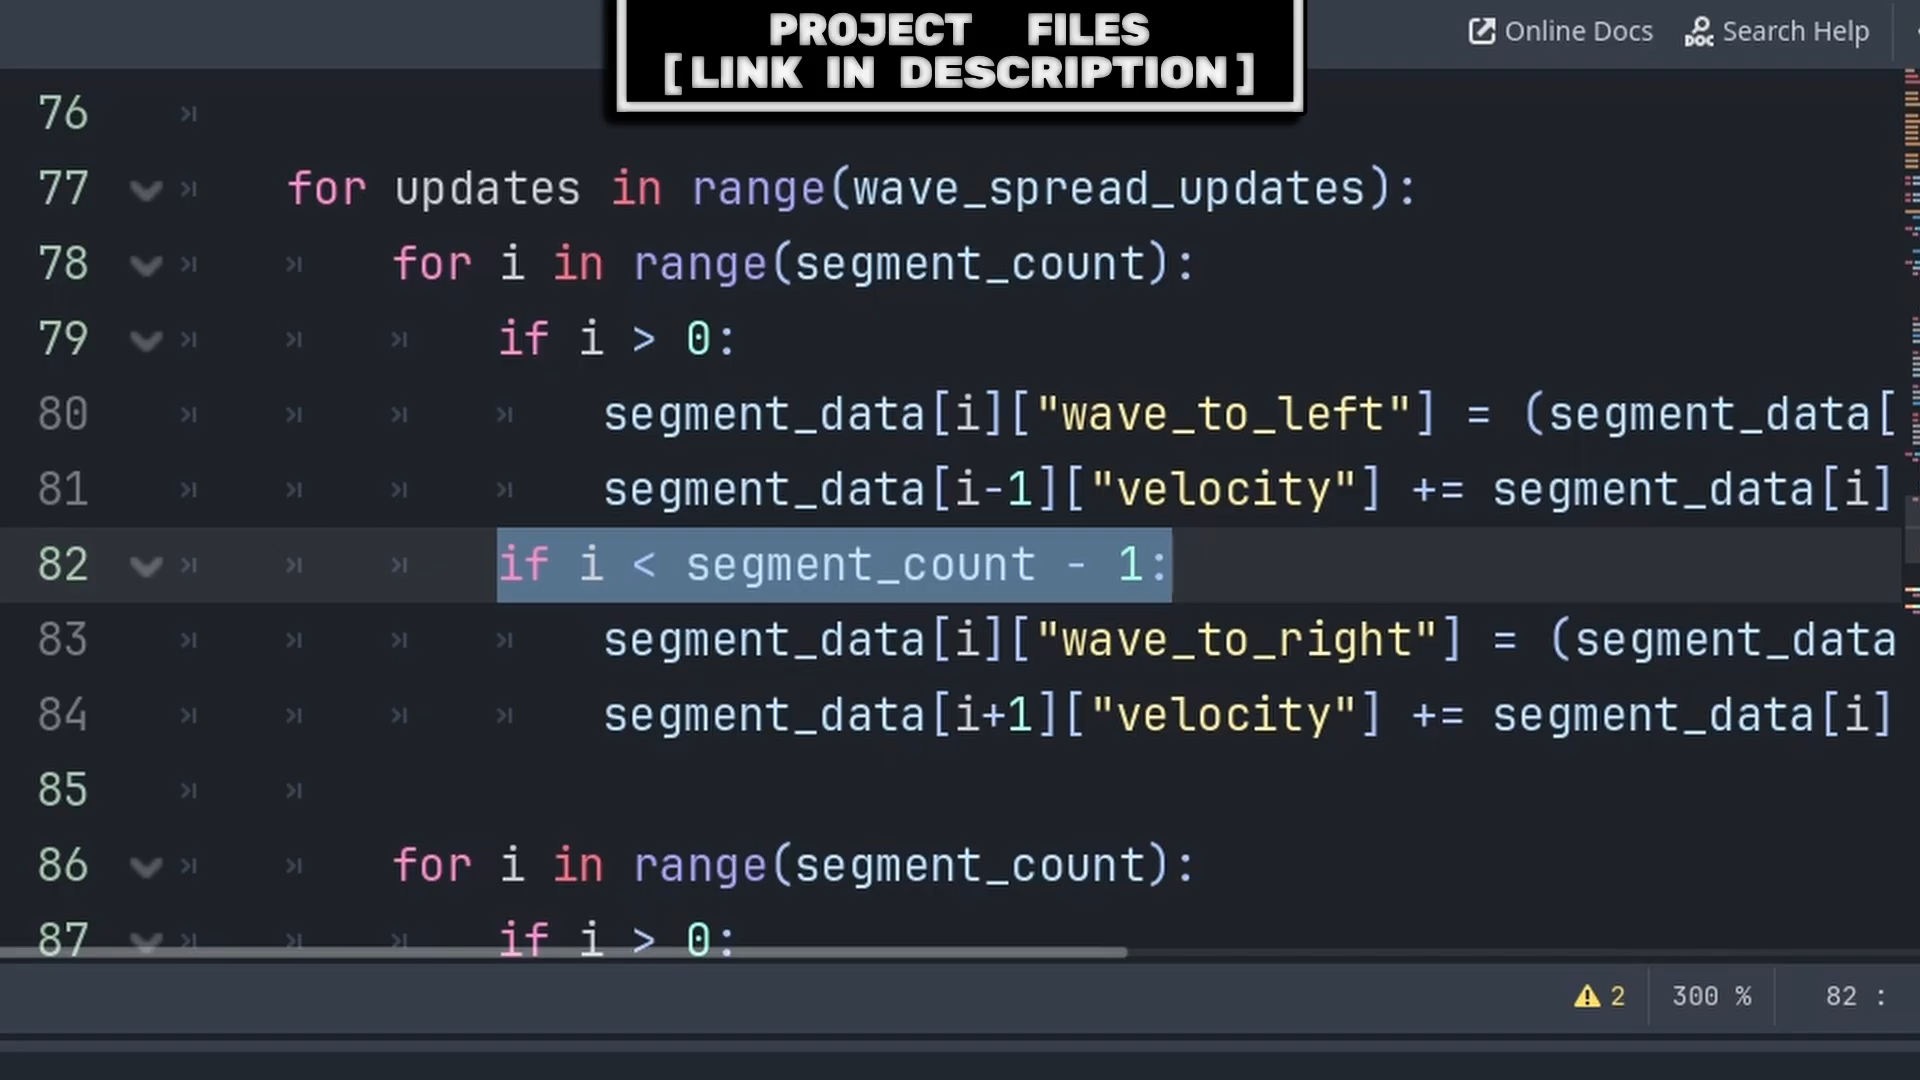 PROJECT FILES
[LINK IN DESCRIPTION]
Online Docs
Search Help
76
77 for updates in range(wave_spread_updates):
78 for i in range(segment_count):
79 if i > 0:
80 segment_data[i]["wave_to_left"] = (segment_data[
81 segment_data[i-1]["velocity"] += segment_data[i]
82 if i < segment_count - 1:
83 segment_data[i]["wave_to_right"] = (segment_data
84 segment_data[i+1]["velocity"] += segment_data[i]
85
86 for i in range(segment_count):
87 if i > 0:
2
300 %
82 :